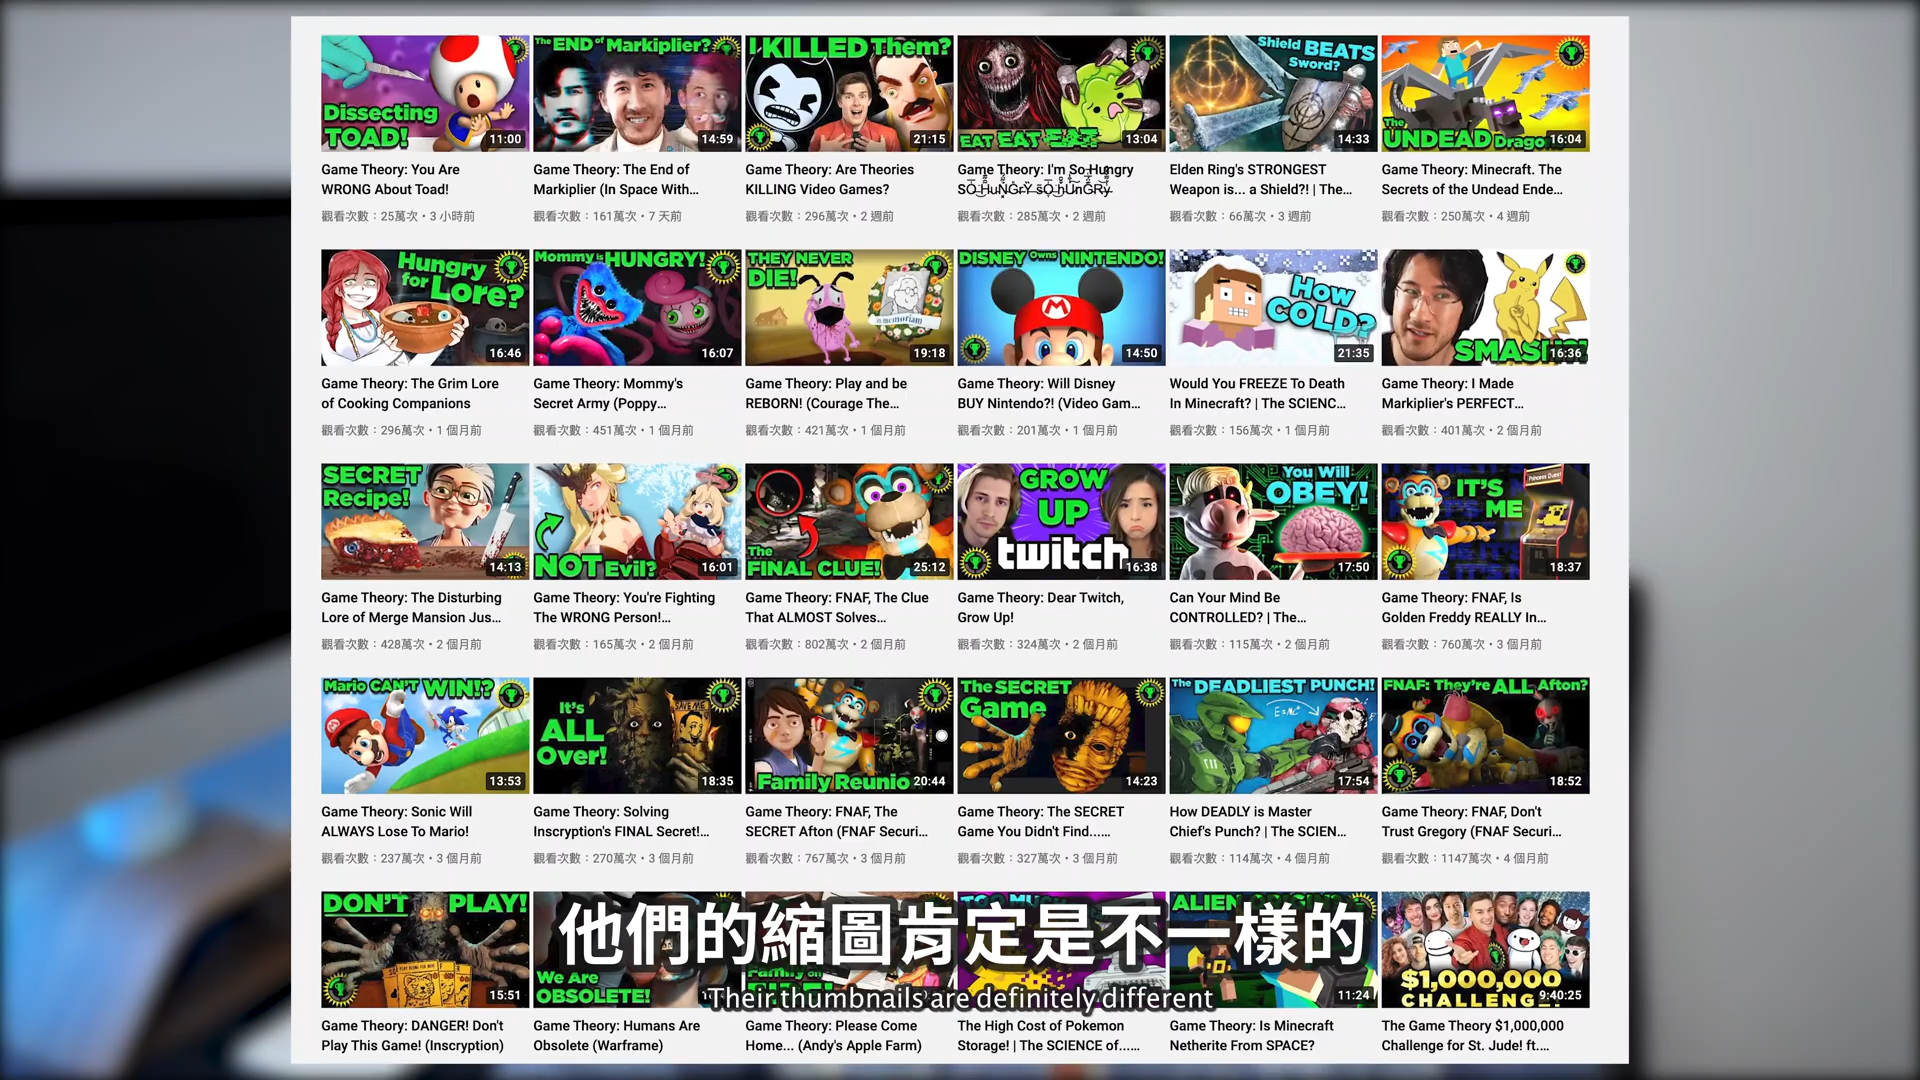 Dissecting
TOAD!
11:00
Game Theory: You Are
WRONG About Toad!
觀看次數：25萬次・3 小時前
The END of Markiplier?
14:59
Game Theory: The End of
Markiplier (In Space With...
觀看次數：161萬次・7 天前
I KILLED Them?
21:15
Game Theory: Are Theories
KILLING Video Games?
觀看次數：296萬次・2 週前
EAT EAT EAT
13:04
Game Theory: I'm So Hungry
SO HuNGrY sO hUnGRy
觀看次數：285萬次・2 週前
Shield BEATS
Sword?
14:33
Elden Ring's STRONGEST
Weapon is... a Shield?! | The...
觀看次數：66萬次・3 週前
The
UNDEAD Drago
16:04
Game Theory: Minecraft. The
Secrets of the Undead Ende...
觀看次數：250萬次・4 週前
Hungry
for Lore?
16:46
Game Theory: The Grim Lore
of Cooking Companions
觀看次數：296萬次・1 個月前
Mommy is HUNGRY!
16:07
Game Theory: Mommy's
Secret Army (Poppy...
觀看次數：451萬次・1 個月前
THEY NEVER
DIE!
in memoriam
19:18
Game Theory: Play and be
REBORN! (Courage The...
觀看次數：421萬次・1 個月前
DISNEY Owns NINTENDO!
M
14:50
Game Theory: Will Disney
BUY Nintendo?! (Video Gam...
觀看次數：201萬次・1 個月前
How
COLD?
21:35
Would You FREEZE To Death
In Minecraft? | The SCIENC...
觀看次數：156萬次・1 個月前
SMASH?!
16:36
Game Theory: I Made
Markiplier's PERFECT...
觀看次數：401萬次・2 個月前
SECRET
Recipe!
14:13
Game Theory: The Disturbing
Lore of Merge Mansion Jus...
觀看次數：428萬次・2 個月前
NOT Evil?
16:01
Game Theory: You're Fighting
The WRONG Person!...
觀看次數：165萬次・2 個月前
The
FINAL CLUE!
25:12
Game Theory: FNAF, The Clue
That ALMOST Solves...
觀看次數：802萬次・2 個月前
GROW
UP
twitch
16:38
Game Theory: Dear Twitch,
Grow Up!
觀看次數：324萬次・2 個月前
You Will
OBEY!
17:50
Can Your Mind Be
CONTROLLED? | The...
觀看次數：115萬次・2 個月前
IT'S
ME
18:37
Game Theory: FNAF, Is
Golden Freddy REALLY In...
觀看次數：760萬次・3 個月前
Mario CAN'T WIN!?
13:53
Game Theory: Sonic Will
ALWAYS Lose To Mario!
觀看次數：237萬次・3 個月前
It's
ALL
Over!
SAVE ME
18:35
Game Theory: Solving
Inscryption's FINAL Secret!...
觀看次數：270萬次・3 個月前
Family Reunio
20:44
Game Theory: FNAF, The
SECRET Afton (FNAF Securi...
觀看次數：767萬次・3 個月前
The SECRET
Game
14:23
Game Theory: The SECRET
Game You Didn't Find......
觀看次數：327萬次・3 個月前
The DEADLIEST PUNCH!
E=MC²
17:54
How DEADLY is Master
Chief's Punch? | The SCIEN...
觀看次數：114萬次・4 個月前
FNAF: They're ALL Afton?
18:52
Game Theory: FNAF, Don't
Trust Gregory (FNAF Securi...
觀看次數：1147萬次・4 個月前
DON'T PLAY!
15:51
Game Theory: DANGER! Don't
Play This Game! (Inscryption)
We Are
OBSOLETE!
Game Theory: Humans Are
Obsolete (Warframe)
Family on
Game Theory: Please Come
Home... (Andy's Apple Farm)
TOO MUCH
The High Cost of Pokemon
Storage! | The SCIENCE of......
ALIEN
11:24
Game Theory: Is Minecraft
Netherite From SPACE?
$1,000,000
CHALLENGE!
9:40:25
The Game Theory $1,000,000
Challenge for St. Jude! ft....
他們的縮圖肯定是不一樣的
Their thumbnails are definitely different